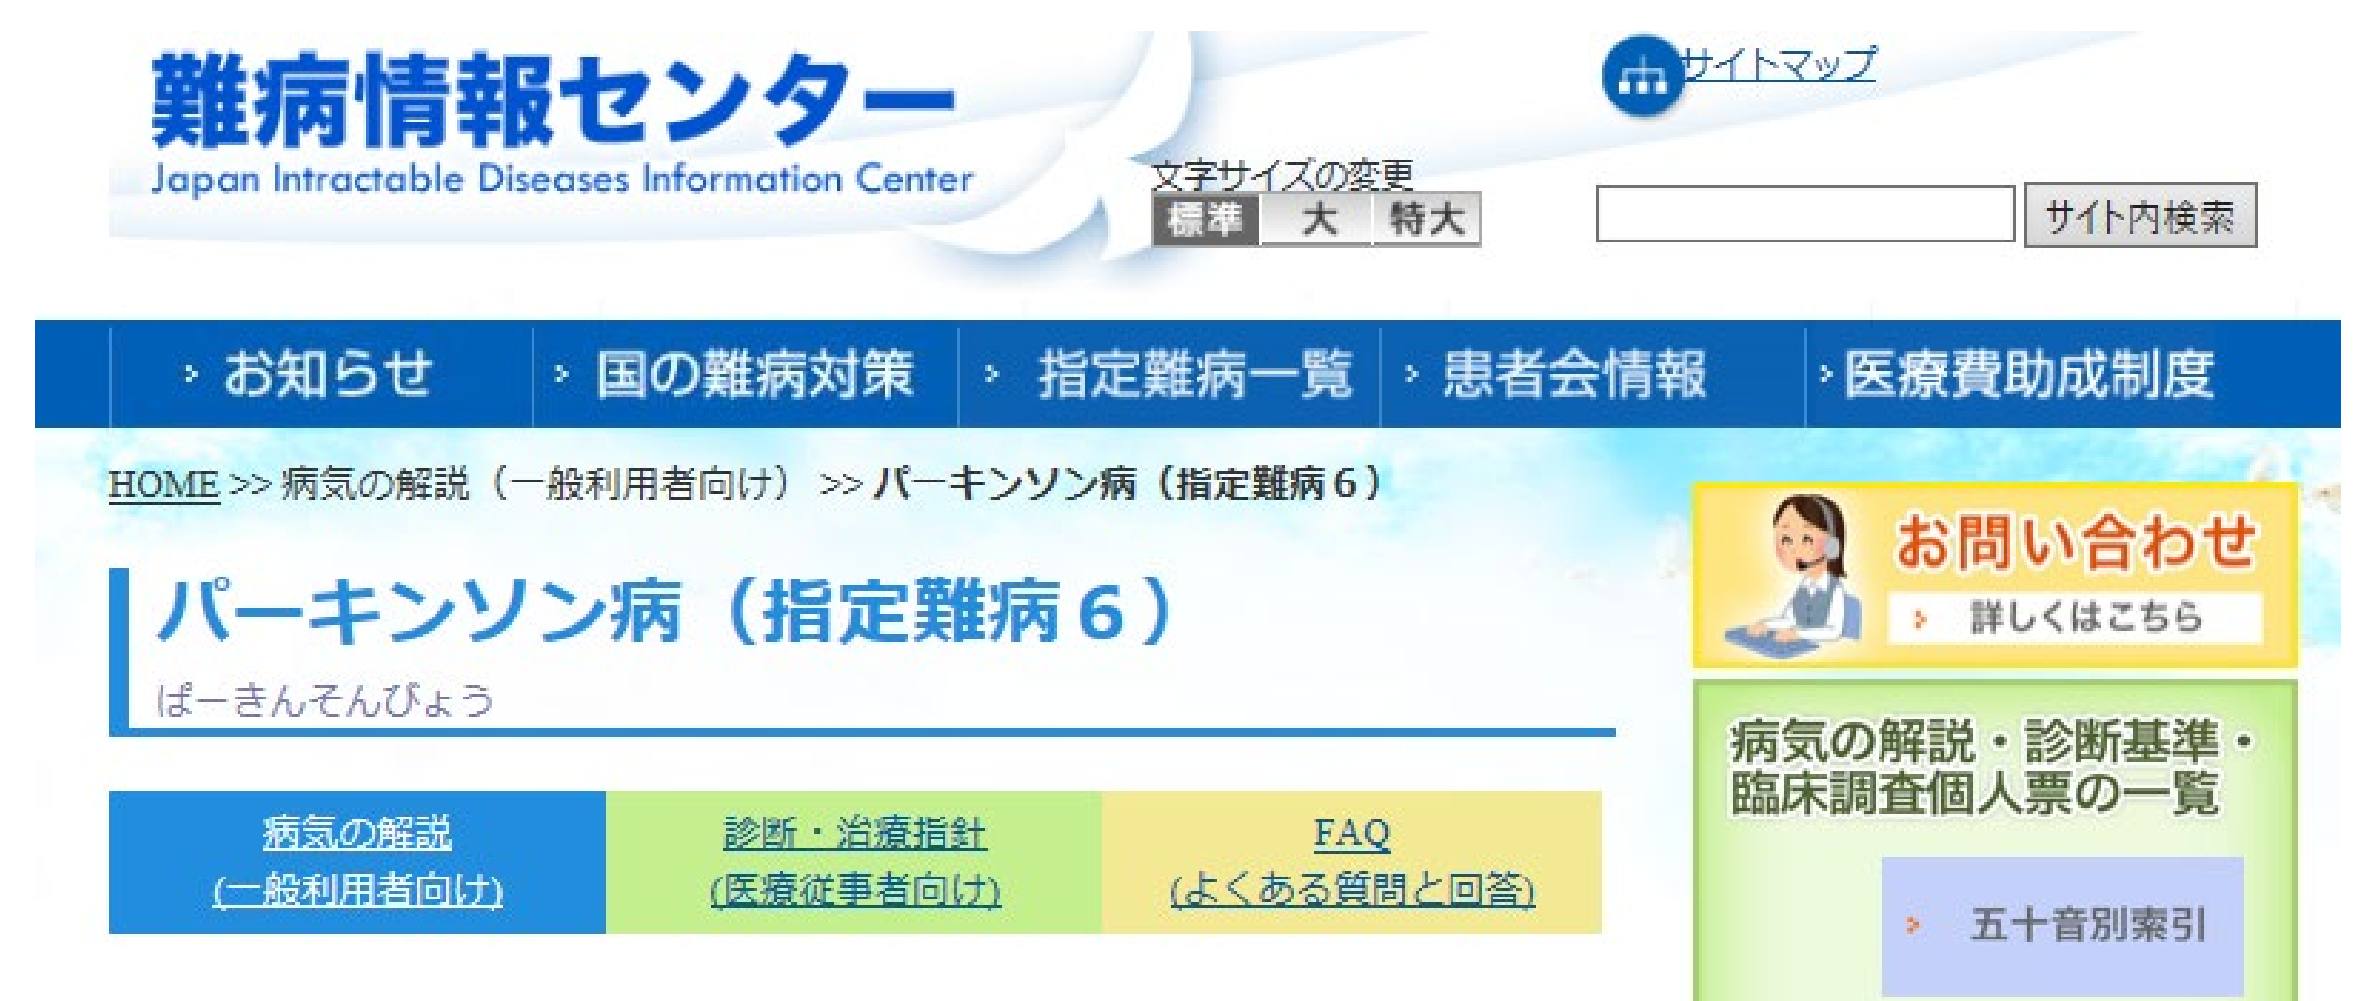 難病情報センター
Japan Intractable Diseases Information Center
サイトマップ
文字サイズの変更
標準 大 特大
サイト内検索
お知らせ 国の難病対策 指定難病一覧 患者会情報 医療費助成制度
HOME >> 病気の解説（一般利用者向け） >> パーキンソン病（指定難病６）
パーキンソン病（指定難病６）
ぱーきんそんびょう
病気の解説
(一般利用者向け)
診断・治療指針
(医療従事者向け)
FAQ
(よくある質問と回答)
お問い合わせ
詳しくはこちら
病気の解説・診断基準・
臨床調査個人票の一覧
五十音別索引